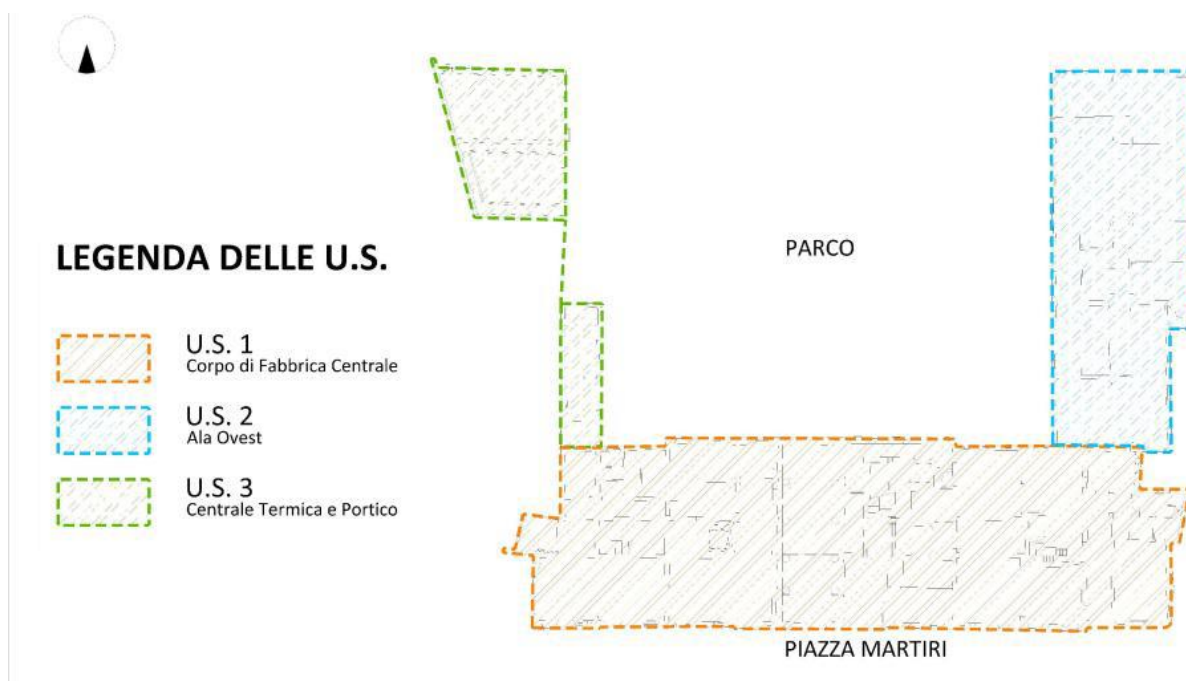 PARCO
LEGENDA DELLE U.S.
U.S. 1
Corpo di Fabbrica Centrale
U.S. 2
Ala Ovest
U.S. 3
Centrale Termica e Portico
PIAZZA MARTIRI